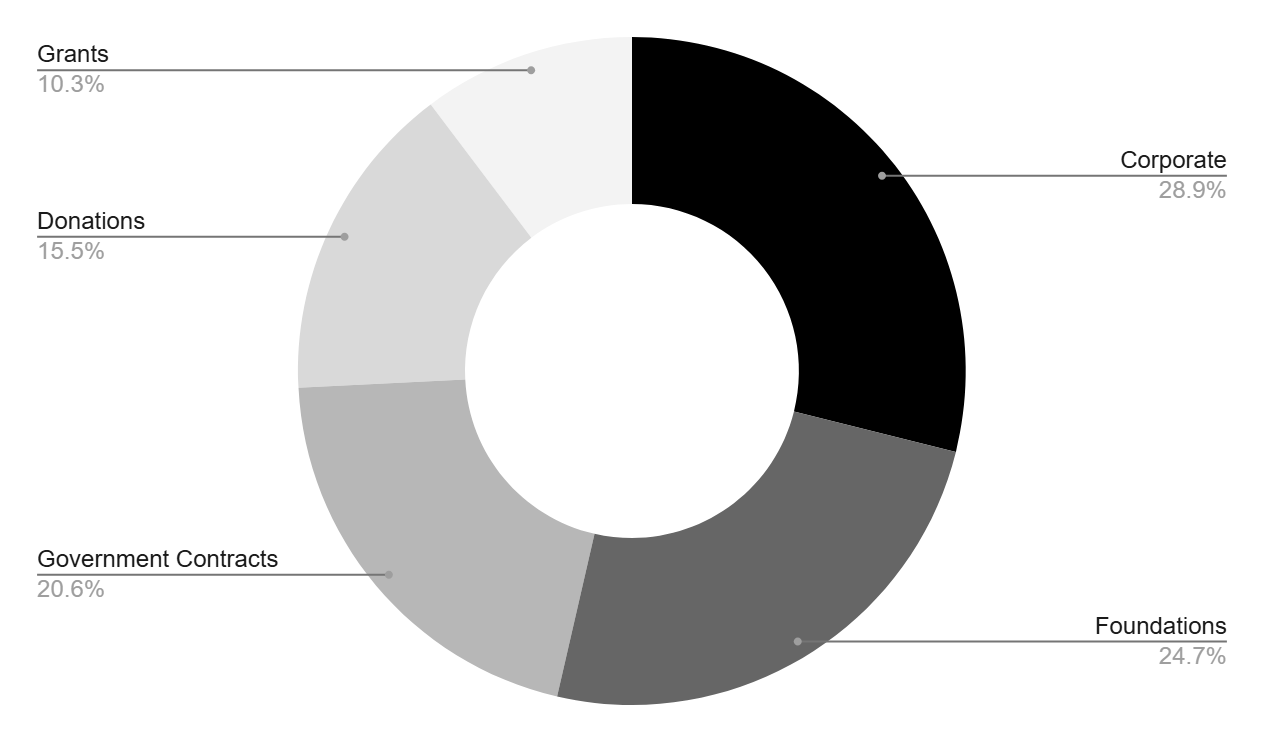 Grants
10.3%
Corporate
28.9%
Donations
15.5%
Government Contracts
20.6%
Foundations
24.7%